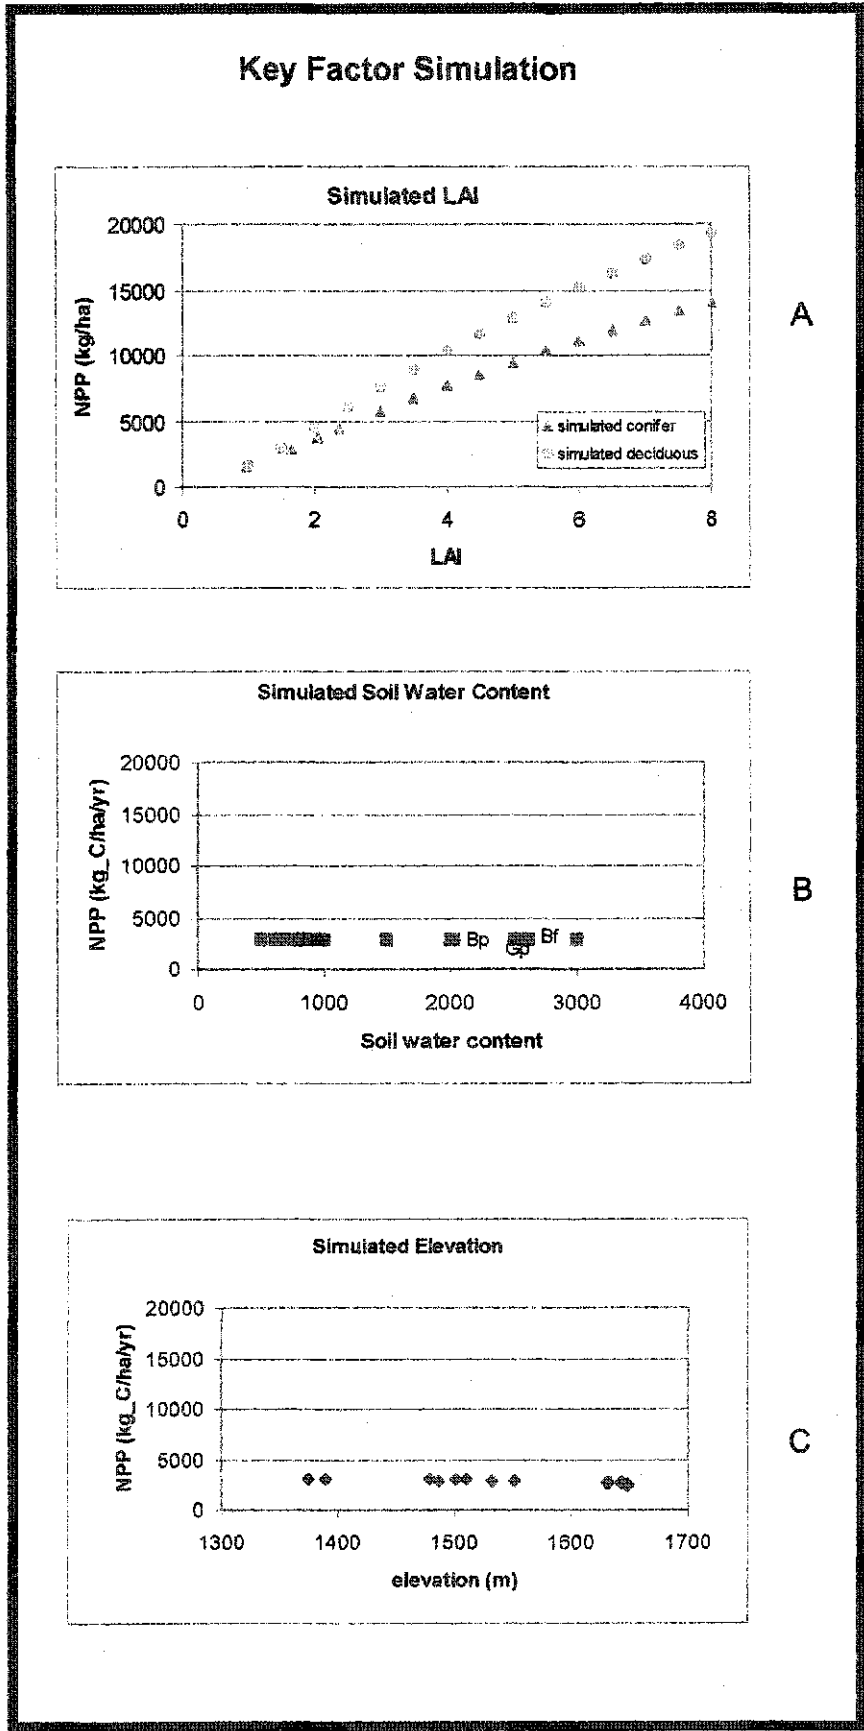 Key Factor Simulation
Simulated LAI
20000
15000
10000
5000
0
NPP (kg/ha)
simulated conifer
simulated deciduous
0 2 4 6 8
LAI
A
Simulated Soil Water Content
20000
15000
10000
5000
0
NPP (kg_C/ha/yr)
Bp
Bf
Gp
0 1000 2000 3000 4000
Soil water content
B
Simulated Elevation
20000
15000
10000
5000
0
NPP (kg_C/ha/yr)
1300 1400 1500 1600 1700
elevation (m)
C